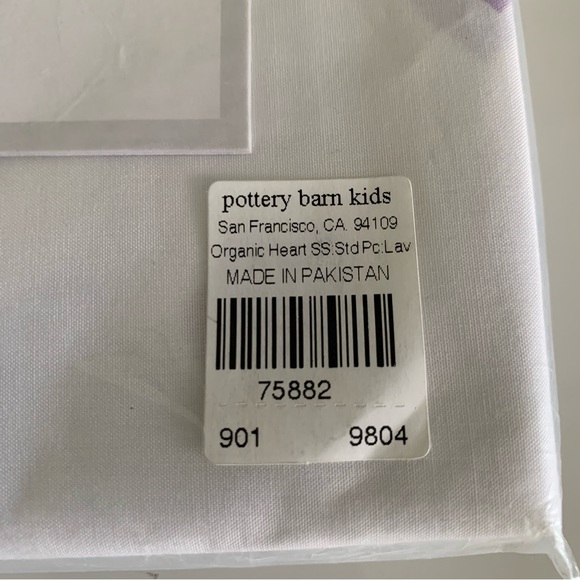 pottery barn kids
San Francisco, CA. 94109
Organic Heart SS:Std Pc:Lav
MADE IN PAKISTAN
75882
901 9804